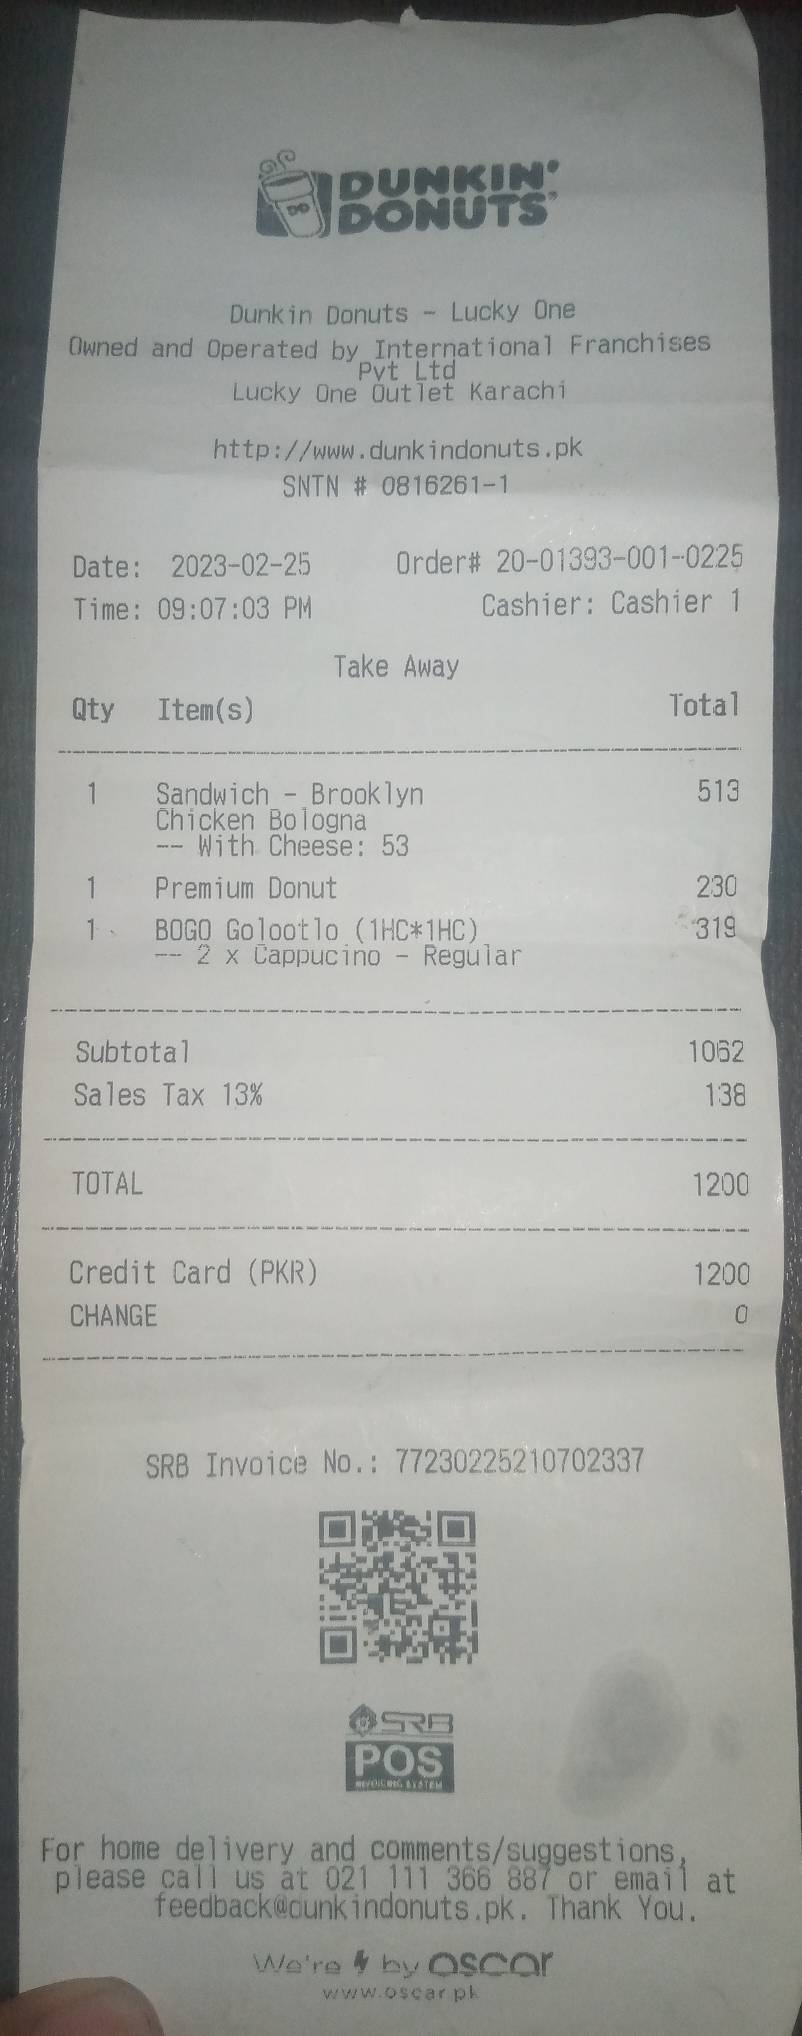 DUNKIN'
DONUTS
Dunkin Donuts - Lucky One
Owned and Operated by International Franchises
Pvt Ltd
Lucky One Outlet Karachi
http://www.dunkindonuts.pk
SNTN # 0816261-1
Date: 2023-02-25 Order# 20-01393-001-0225
Time: 09:07:03 PM Cashier: Cashier 1
Take Away
Qty Item(s) Total
1 Sandwich - Brooklyn 513
Chicken Bologna
-- With Cheese: 53
1 Premium Donut 230
1 BOGO Golootlo (1HC*1HC) 319
-- 2 x Cappucino - Regular
Subtotal 1062
Sales Tax 13% 138
TOTAL 1200
Credit Card (PKR) 1200
CHANGE 0
SRB Invoice No.: 77230225210702337
SRB
POS
INVOICING SYSTEM
For home delivery and comments/suggestions,
please call us at 021 111 366 887 or email at
feedback@dunkindonuts.pk. Thank You.
We're by oscar
www.oscar.pk